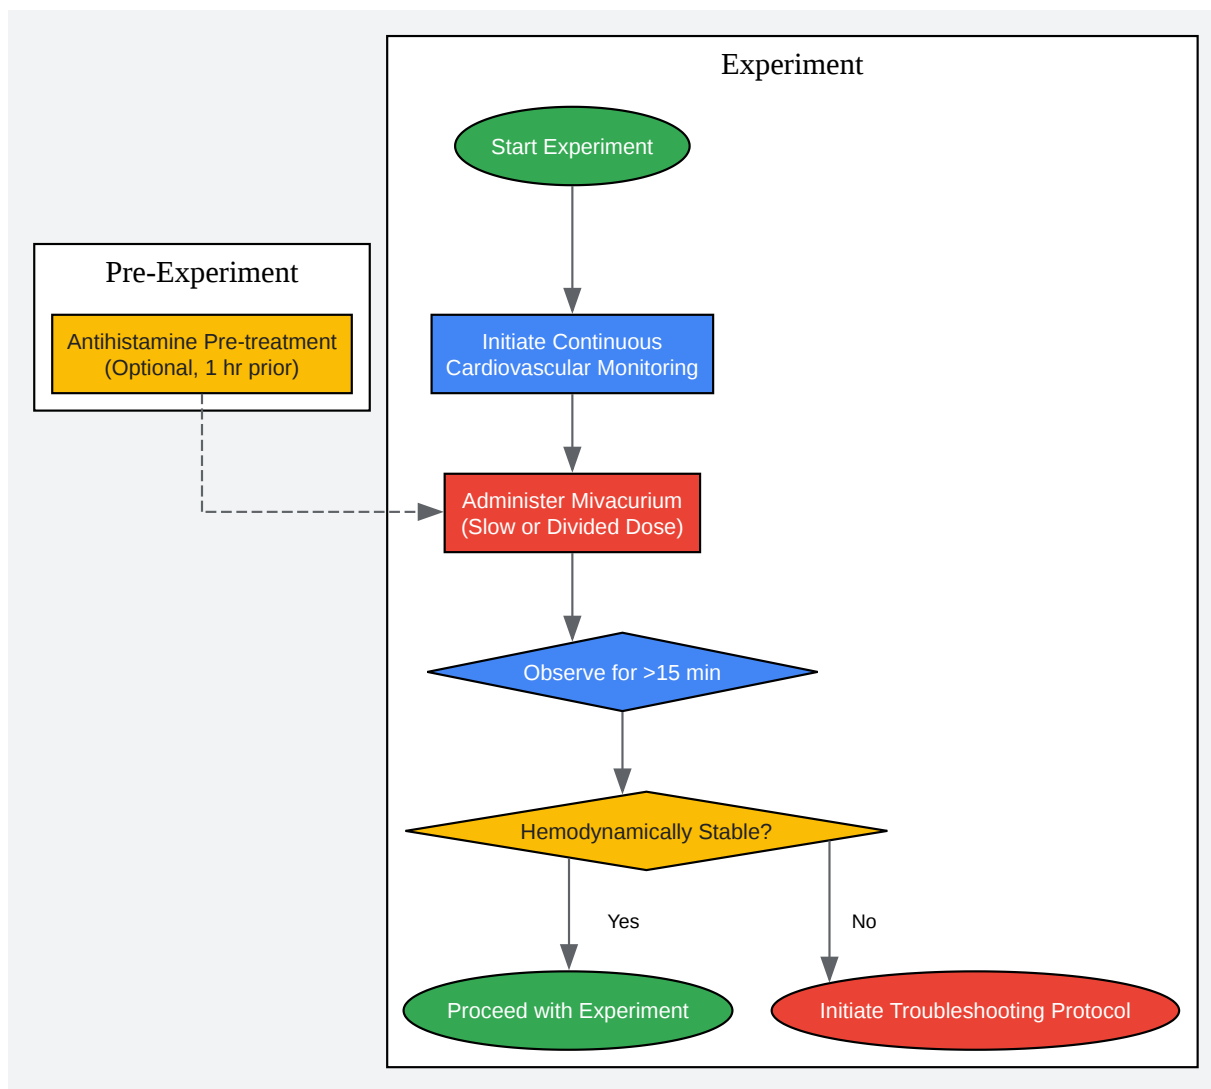 Experiment
Start Experiment
Pre-Experiment
Antihistamine Pre-treatment
(Optional, 1 hr prior)
Initiate Continuous
Cardiovascular Monitoring
Administer Mivacurium
(Slow or Divided Dose)
Observe for >15 min
Hemodynamically Stable?
Yes
No
Proceed with Experiment
Initiate Troubleshooting Protocol